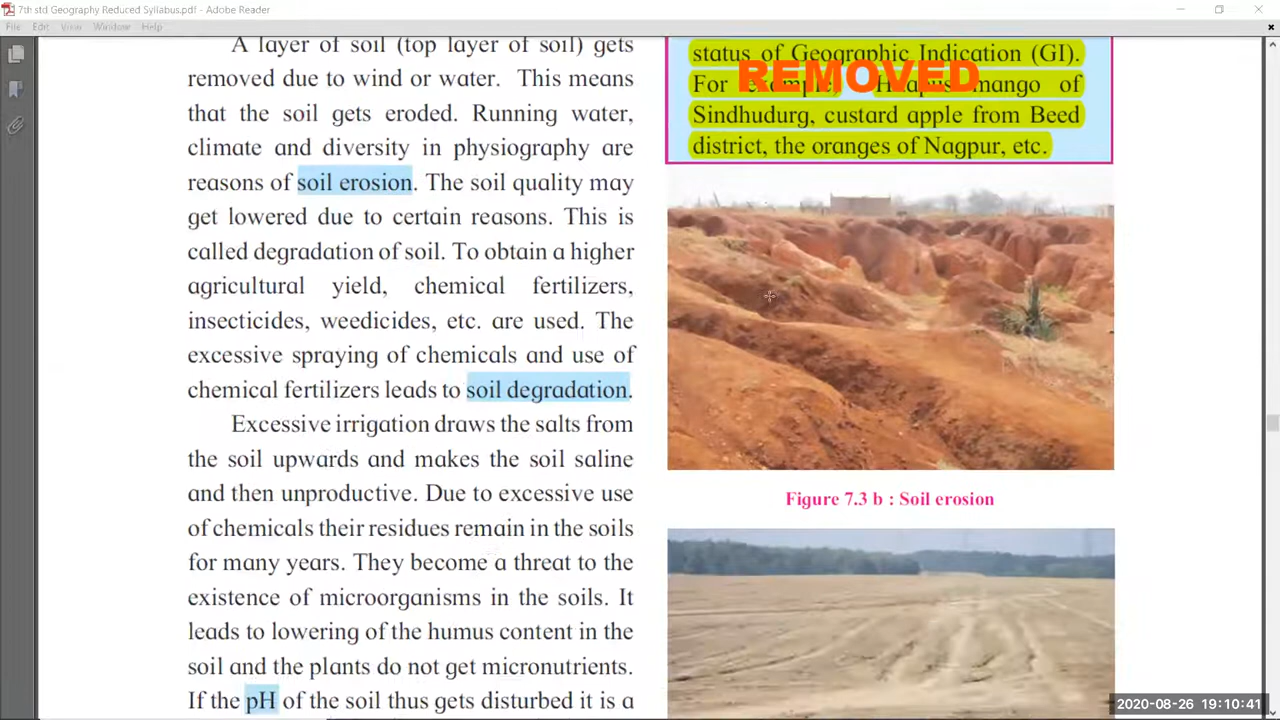 7th std Geography Reduced Syllabus.pdf - Adobe Reader
File Edit View Window Help
A layer of soil (top layer of soil) gets
removed due to wind or water. This means
that the soil gets eroded. Running water,
climate and diversity in physiography are
reasons of soil erosion. The soil quality may
get lowered due to certain reasons. This is
called degradation of soil. To obtain a higher
agricultural yield, chemical fertilizers,
insecticides, weedicides, etc. are used. The
excessive spraying of chemicals and use of
chemical fertilizers leads to soil degradation.
Excessive irrigation draws the salts from
the soil upwards and makes the soil saline
and then unproductive. Due to excessive use
of chemicals their residues remain in the soils
for many years. They become a threat to the
existence of microorganisms in the soils. It
leads to lowering of the humus content in the
soil and the plants do not get micronutrients.
If the pH of the soil thus gets disturbed it is a
status of Geographic Indication (GI).
REMOVED
For example, mango of
Sindhudurg, custard apple from Beed
district, the oranges of Nagpur, etc.
Figure 7.3 b : Soil erosion
2020-08-26 19:10:41